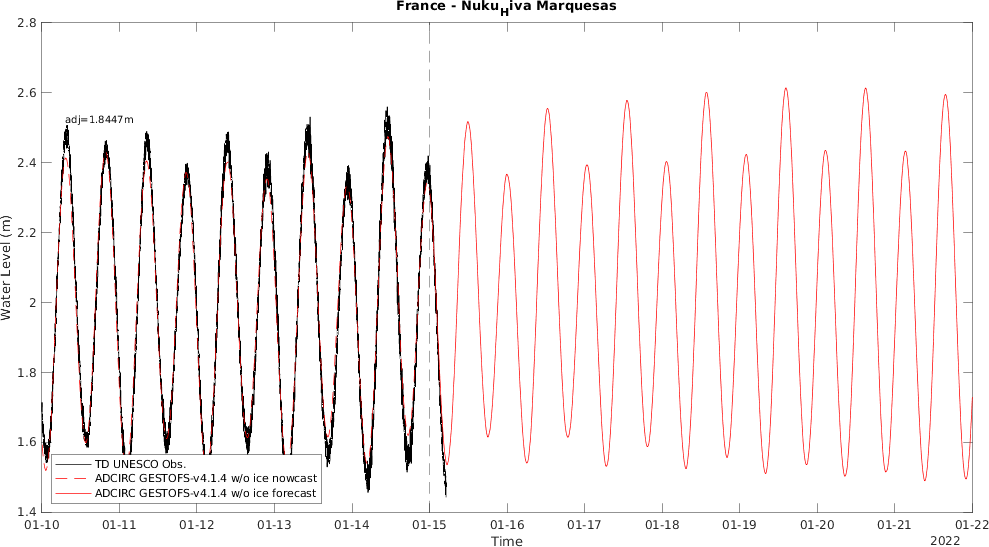 France - Nuku_Hiva Marquesas
2.8
2.6
2.4
2.2
2
1.8
1.6
1.4
Water Level (m)
adj=1.8447m
TD UNESCO Obs.
ADCIRC GESTOFS-v4.1.4 w/o ice nowcast
ADCIRC GESTOFS-v4.1.4 w/o ice forecast
01-10 01-11 01-12 01-13 01-14 01-15 01-16 01-17 01-18 01-19 01-20 01-21 01-22
Time
2022